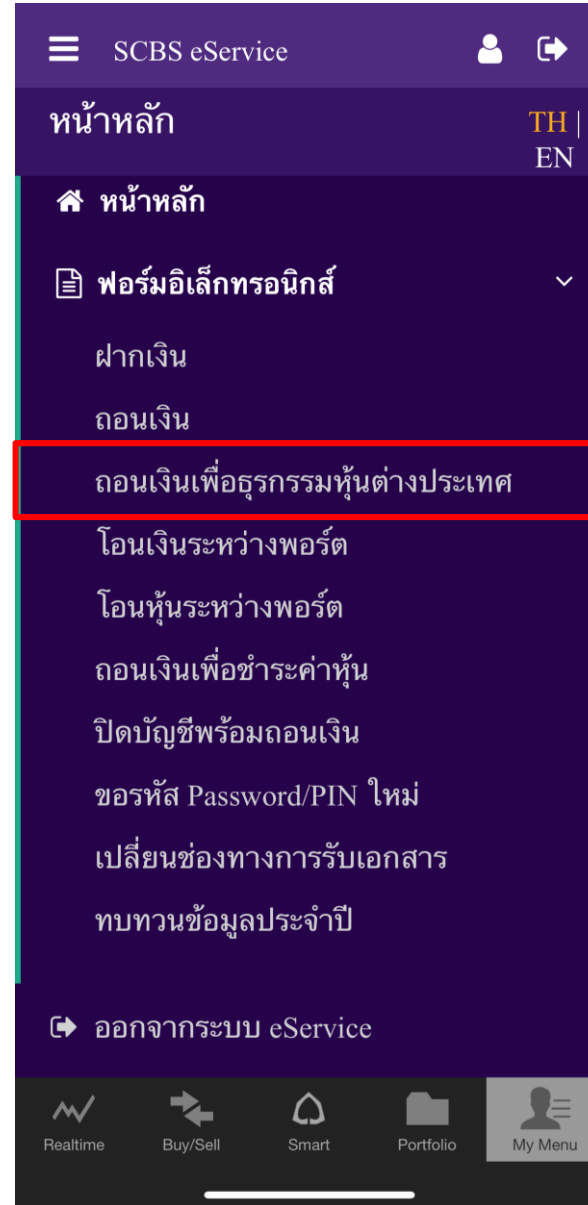 SCBS eService
หน้าหลัก
TH |
EN
หน้าหลัก
ฟอร์มอิเล็กทรอนิกส์
ฝากเงิน
ถอนเงิน
ถอนเงินเพื่อธุรกรรมหุ้นต่างประเทศ
โอนเงินระหว่างพอร์ต
โอนหุ้นระหว่างพอร์ต
ถอนเงินเพื่อชำระค่าหุ้น
ปิดบัญชีพร้อมถอนเงิน
ขอรหัส Password/PIN ใหม่
เปลี่ยนช่องทางการรับเอกสาร
ทบทวนข้อมูลประจำปี
ออกจากระบบ eService
Realtime Buy/Sell Smart Portfolio My Menu